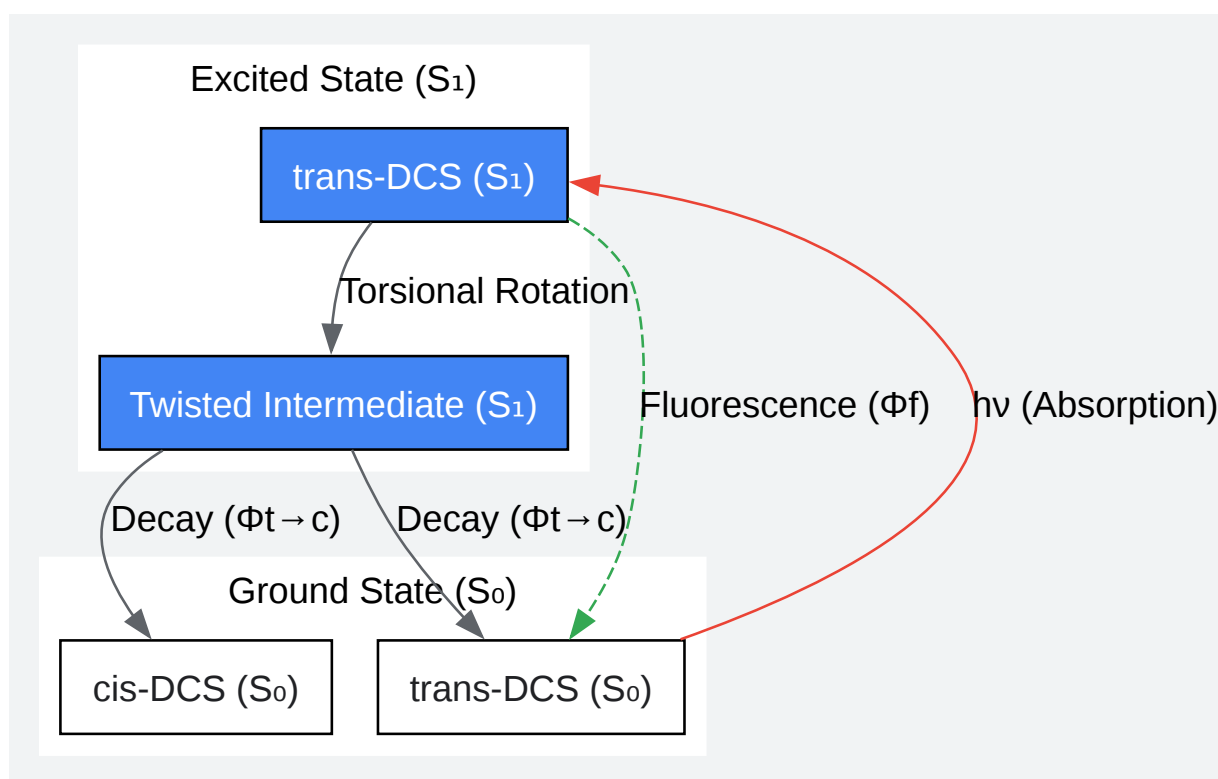 Excited State (S₁)
trans-DCS (S₁)
Torsional Rotation
Twisted Intermediate (S₁)
Fluorescence (Φf)
hν (Absorption)
Decay (Φt→c)
Decay (Φt→c)
Ground State (S₀)
cis-DCS (S₀)
trans-DCS (S₀)